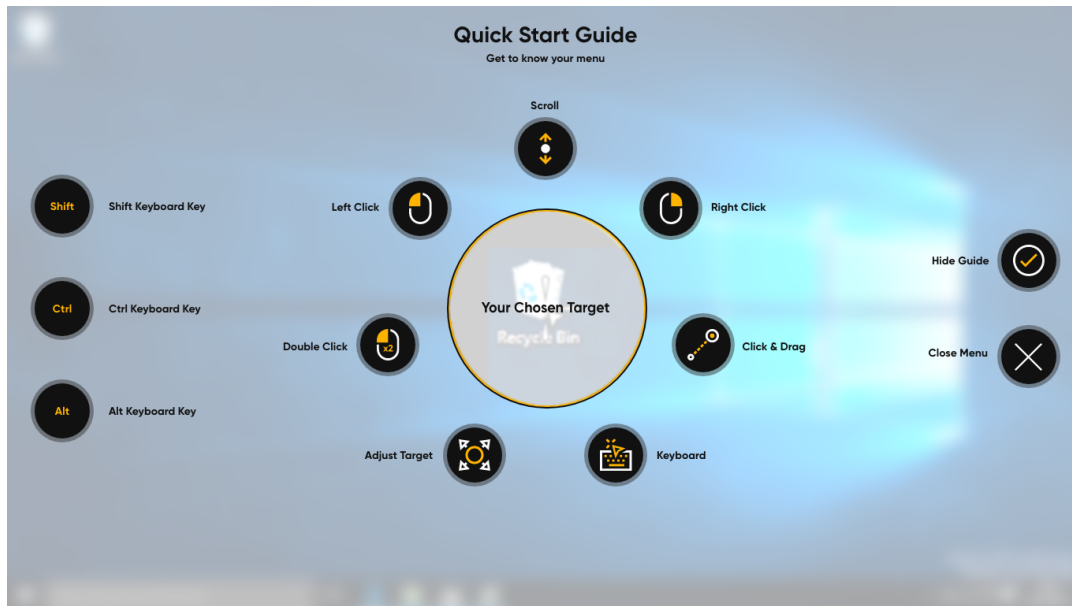 Quick Start Guide
Get to know your menu
Scroll
Shift
Shift Keyboard Key
Left Click
Right Click
Hide Guide
Ctrl
Ctrl Keyboard Key
Your Chosen Target
Recycle Bin
Double Click
x2
Click & Drag
Close Menu
Alt
Alt Keyboard Key
Adjust Target
Keyboard